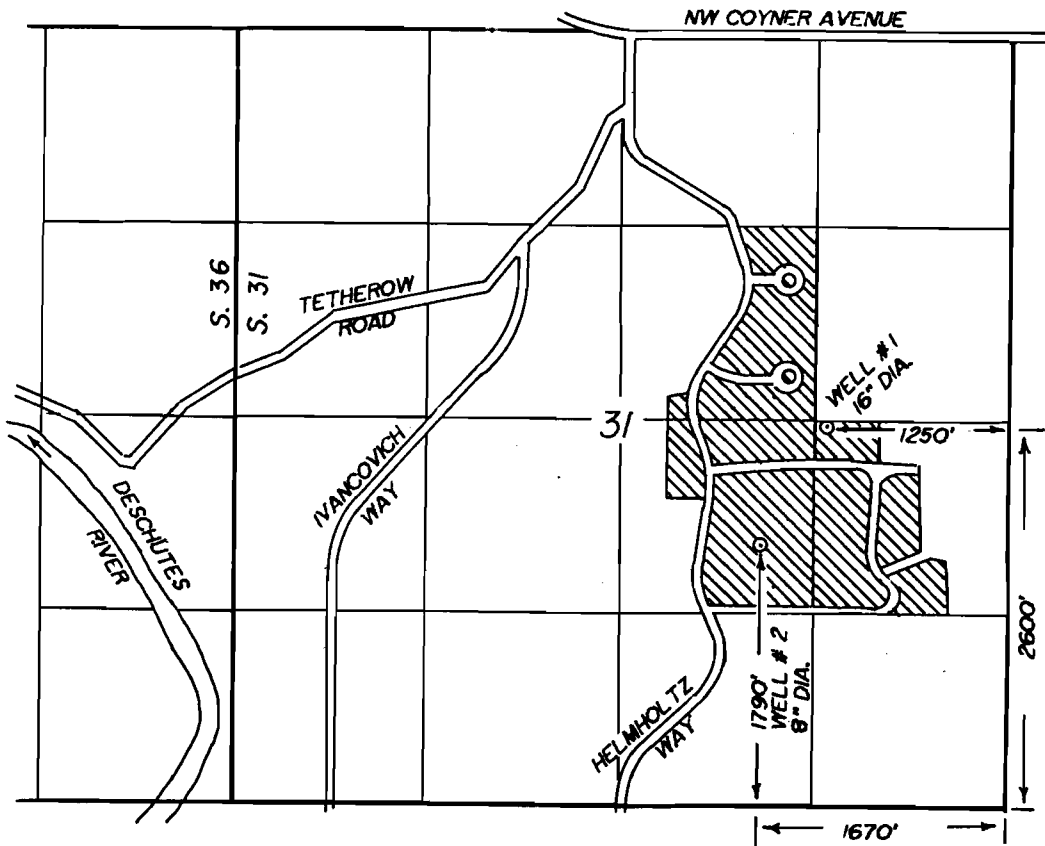 NW COYNER AVENUE
S. 36
S. 31
TETHEROW
ROAD
WELL #1
16" DIA.
31
1250'
IVANCOVICH
WAY
DESCHUTES
RIVER
2600'
1790'
WELL #2
8" DIA.
HELMHOLTZ
WAY
1670'